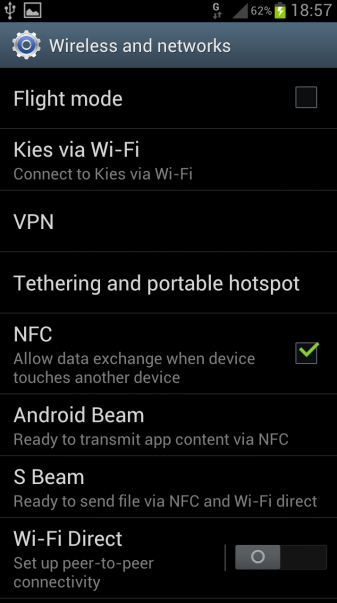 G 62% 18:57
Wireless and networks
Flight mode
Kies via Wi-Fi
Connect to Kies via Wi-Fi
VPN
Tethering and portable hotspot
NFC
Allow data exchange when device
touches another device
Android Beam
Ready to transmit app content via NFC
S Beam
Ready to send file via NFC and Wi-Fi direct
Wi-Fi Direct
Set up peer-to-peer
connectivity